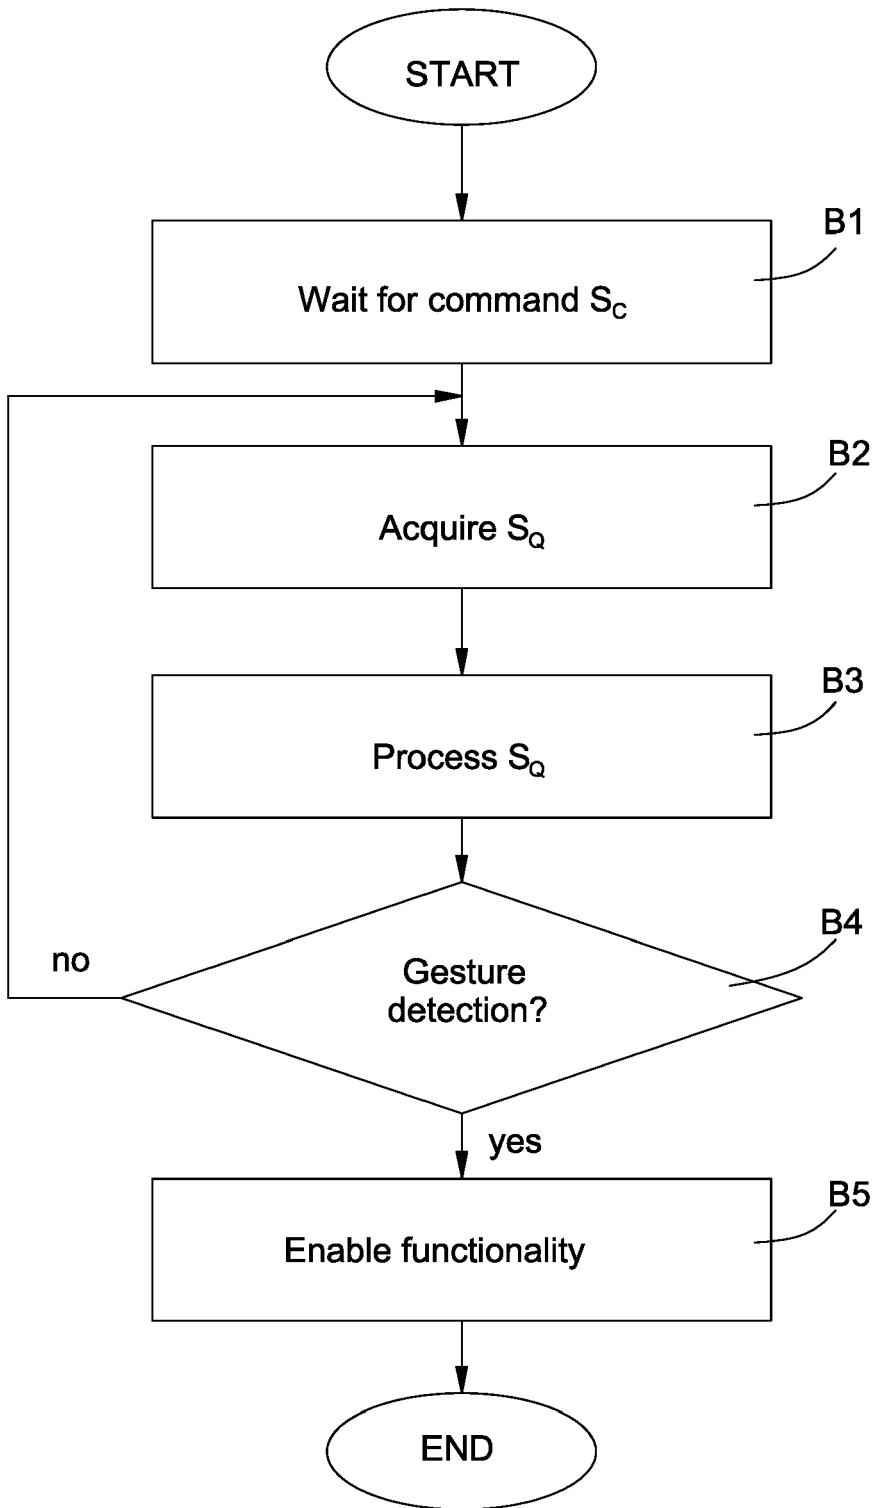 START
B1
Wait for command S_C
B2
Acquire S_Q
B3
Process S_Q
B4
no
Gesture
detection?
yes
B5
Enable functionality
END